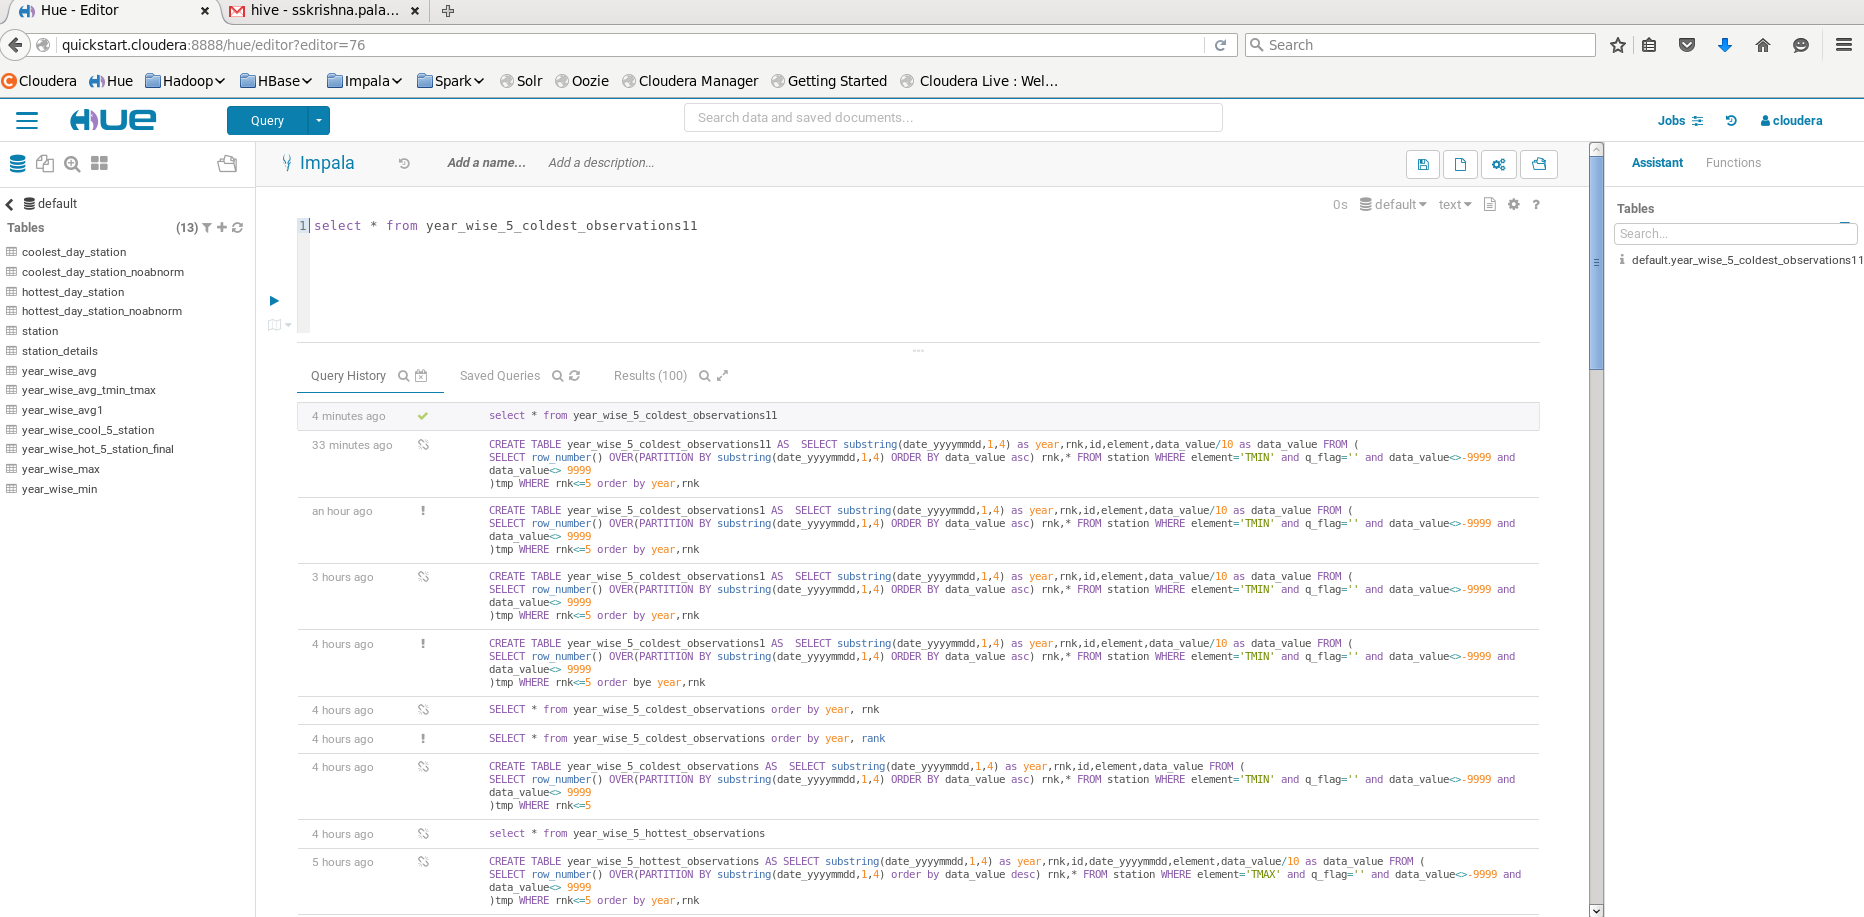 Hue - Editor × hive - sskrishna.pala... ×
quickstart.cloudera:8888/hue/editor?editor=76 Search
Cloudera Hue Hadoop HBase Impala Spark Solr Oozie Cloudera Manager Getting Started Cloudera Live : Wel...
HUE Query Search data and saved documents... Jobs cloudera
Impala Add a name... Add a description... Assistant Functions
default
Tables (13)
coolest_day_station
coolest_day_station_noabnorm
hottest_day_station
hottest_day_station_noabnorm
station
station_details
year_wise_avg
year_wise_avg_tmin_tmax
year_wise_avg1
year_wise_cool_5_station
year_wise_hot_5_station_final
year_wise_max
year_wise_min
0s default text ?
1 select * from year_wise_5_coldest_observations11
Query History Saved Queries Results (100)
4 minutes ago select * from year_wise_5_coldest_observations11
33 minutes ago CREATE TABLE year_wise_5_coldest_observations11 AS  SELECT substring(date_yyyymmdd,1,4) as year,rnk,id,element,data_value/10 as data_value FROM (
SELECT row_number() OVER(PARTITION BY substring(date_yyyymmdd,1,4) ORDER BY data_value asc) rnk,* FROM station WHERE element='TMIN' and q_flag='' and data_value<>-9999 and
data_value<> 9999
)tmp WHERE rnk<=5 order by year,rnk
an hour ago ! CREATE TABLE year_wise_5_coldest_observations1 AS  SELECT substring(date_yyyymmdd,1,4) as year,rnk,id,element,data_value/10 as data_value FROM (
SELECT row_number() OVER(PARTITION BY substring(date_yyyymmdd,1,4) ORDER BY data_value asc) rnk,* FROM station WHERE element='TMIN' and q_flag='' and data_value<>-9999 and
data_value<> 9999
)tmp WHERE rnk<=5 order by year,rnk
3 hours ago CREATE TABLE year_wise_5_coldest_observations1 AS  SELECT substring(date_yyyymmdd,1,4) as year,rnk,id,element,data_value/10 as data_value FROM (
SELECT row_number() OVER(PARTITION BY substring(date_yyyymmdd,1,4) ORDER BY data_value asc) rnk,* FROM station WHERE element='TMIN' and q_flag='' and data_value<>-9999 and
data_value<> 9999
)tmp WHERE rnk<=5 order by year,rnk
4 hours ago ! CREATE TABLE year_wise_5_coldest_observations1 AS  SELECT substring(date_yyyymmdd,1,4) as year,rnk,id,element,data_value/10 as data_value FROM (
SELECT row_number() OVER(PARTITION BY substring(date_yyyymmdd,1,4) ORDER BY data_value asc) rnk,* FROM station WHERE element='TMIN' and q_flag='' and data_value<>-9999 and
data_value<> 9999
)tmp WHERE rnk<=5 order bye year,rnk
4 hours ago SELECT * from year_wise_5_coldest_observations order by year, rnk
4 hours ago ! SELECT * from year_wise_5_coldest_observations order by year, rank
4 hours ago CREATE TABLE year_wise_5_coldest_observations AS  SELECT substring(date_yyyymmdd,1,4) as year,rnk,id,element,data_value FROM (
SELECT row_number() OVER(PARTITION BY substring(date_yyyymmdd,1,4) ORDER BY data_value asc) rnk,* FROM station WHERE element='TMIN' and q_flag='' and data_value<>-9999 and
data_value<> 9999
)tmp WHERE rnk<=5
4 hours ago select * from year_wise_5_hottest_observations
5 hours ago CREATE TABLE year_wise_5_hottest_observations AS SELECT substring(date_yyyymmdd,1,4) as year,rnk,id,date_yyyymmdd,element,data_value/10 as data_value FROM (
SELECT row_number() OVER(PARTITION BY substring(date_yyyymmdd,1,4) order by data_value desc) rnk,* FROM station WHERE element='TMAX' and q_flag='' and data_value<>-9999 and
data_value<> 9999
)tmp WHERE rnk<=5 order by year,rnk
Tables
Search...
default.year_wise_5_coldest_observations11